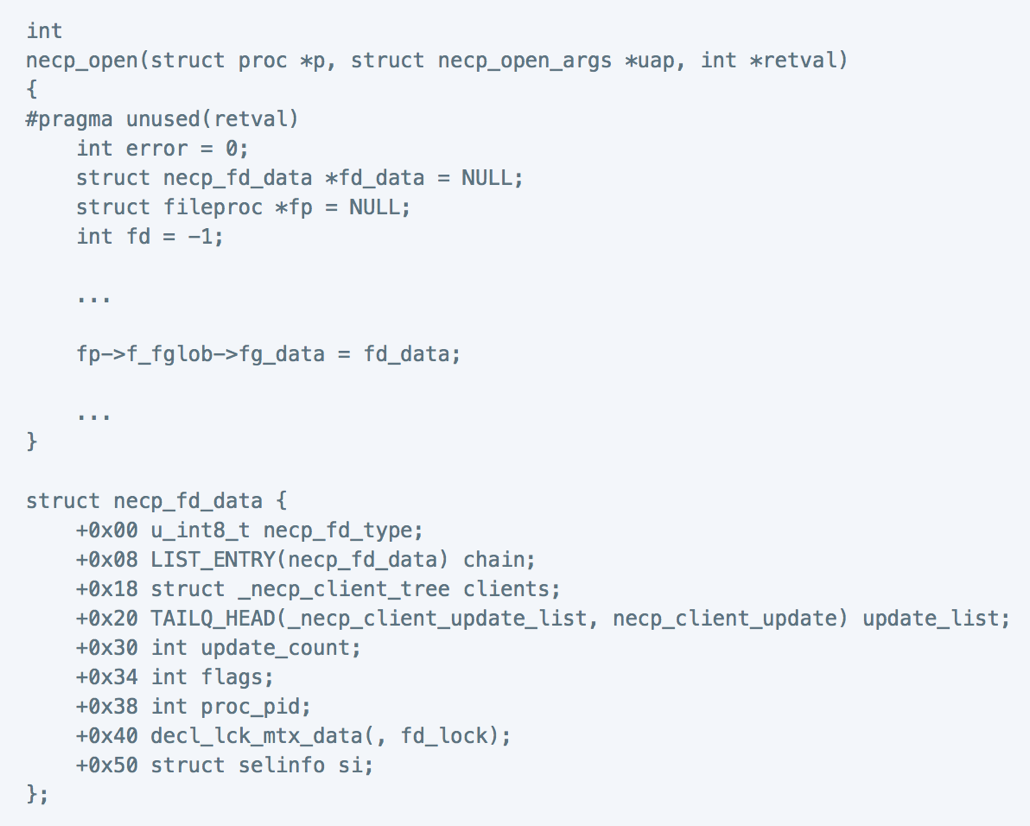 int
necp_open(struct proc *p, struct necp_open_args *uap, int *retval)
{
#pragma unused(retval)
    int error = 0;
    struct necp_fd_data *fd_data = NULL;
    struct fileproc *fp = NULL;
    int fd = -1;

    ...

    fp->f_fglob->fg_data = fd_data;

    ...
}

struct necp_fd_data {
    +0x00 u_int8_t necp_fd_type;
    +0x08 LIST_ENTRY(necp_fd_data) chain;
    +0x18 struct _necp_client_tree clients;
    +0x20 TAILQ_HEAD(_necp_client_update_list, necp_client_update) update_list;
    +0x30 int update_count;
    +0x34 int flags;
    +0x38 int proc_pid;
    +0x40 decl_lck_mtx_data(, fd_lock);
    +0x50 struct selinfo si;
};